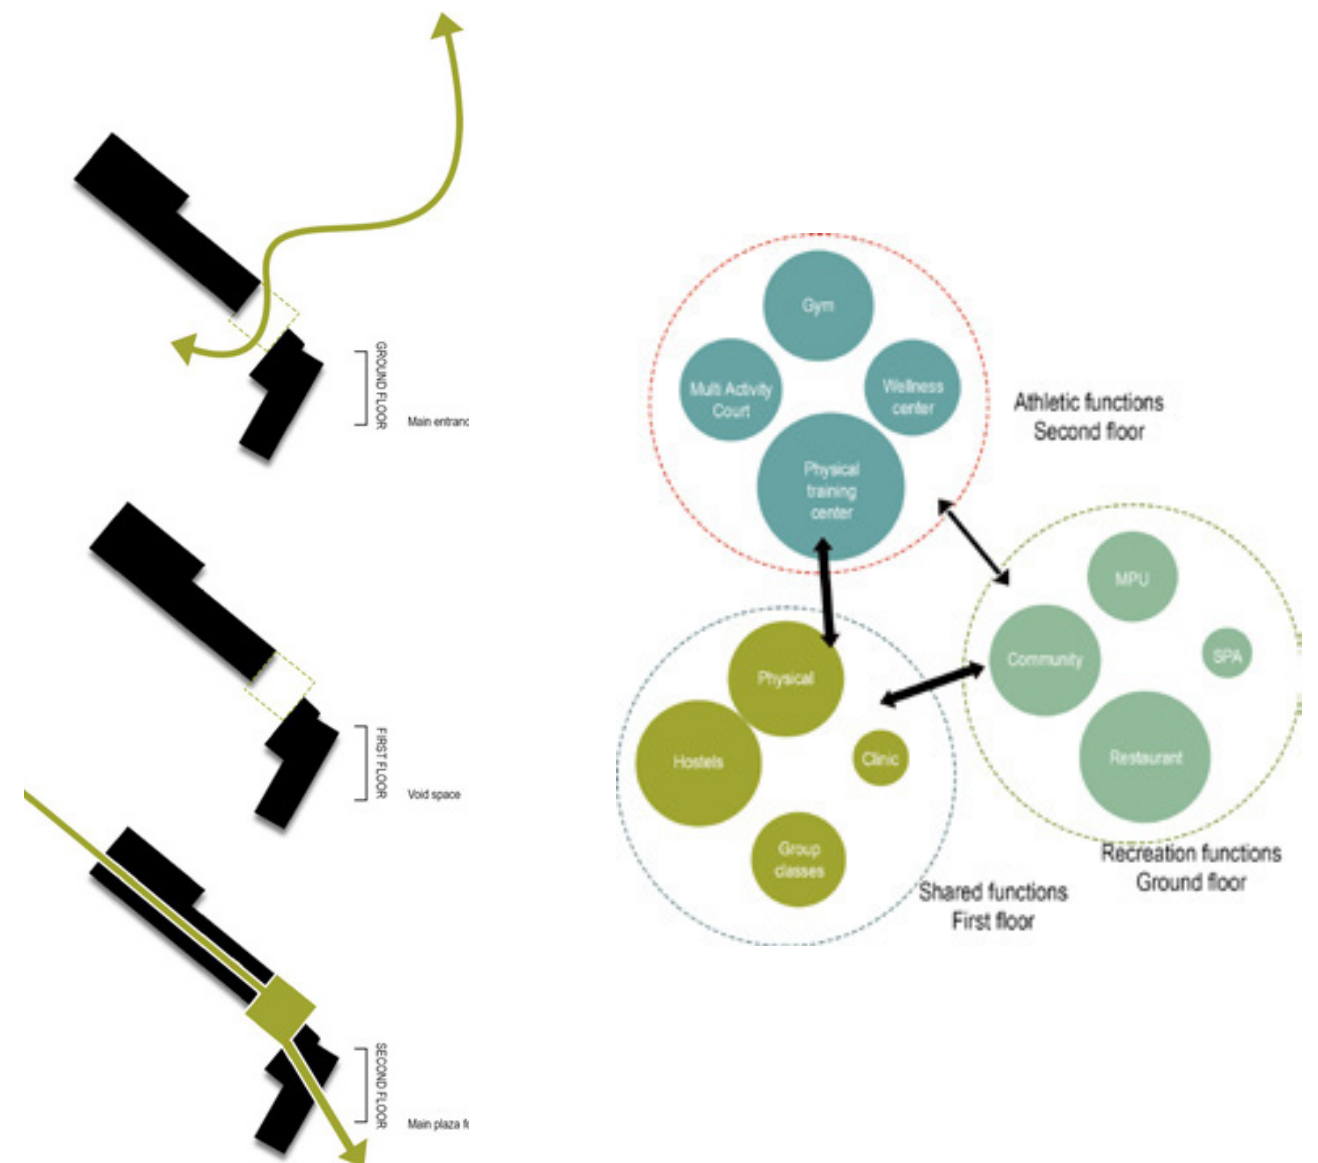 GROUND FLOOR
Main entranc
FIRST FLOOR
Void space
SECOND FLOOR
Main plaza fo
Gym
Multi Activity
Court
Wellness
center
Physical
training
center
Athletic functions
Second floor
MPU
Community
SPA
Restaurant
Recreation functions
Ground floor
Physical
Hostels
Clinic
Group
classes
Shared functions
First floor